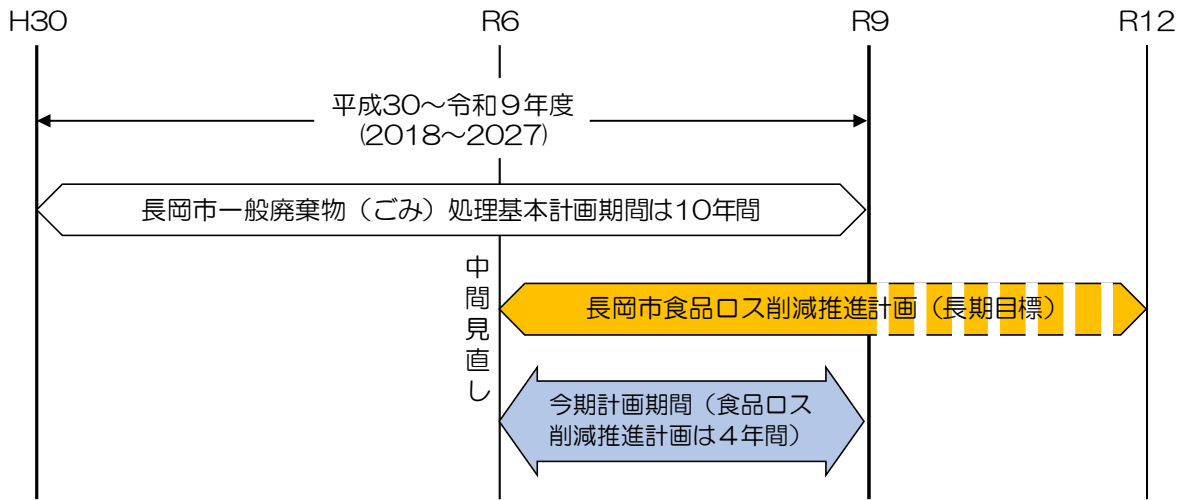 H30
R6
R9
R12
平成30～令和９年度
(2018～2027)
長岡市一般廃棄物（ごみ）処理基本計画期間は10年間
中間見直し
長岡市食品ロス削減推進計画（長期目標）
今期計画期間（食品ロス
削減推進計画は４年間）